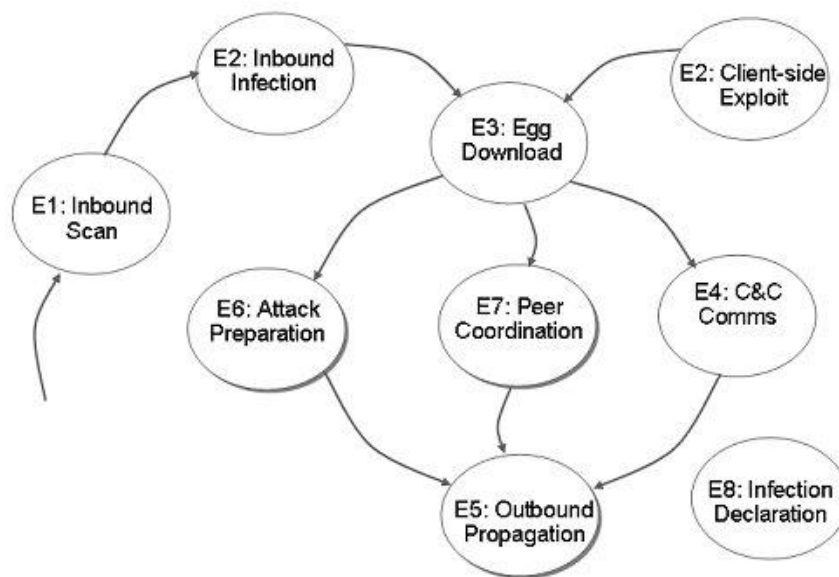 E2: Inbound
Infection
E2: Client-side
Exploit
E3: Egg
Download
E1: Inbound
Scan
E6: Attack
Preparation
E7: Peer
Coordination
E4: C&C
Comms
E5: Outbound
Propagation
E8: Infection
Declaration